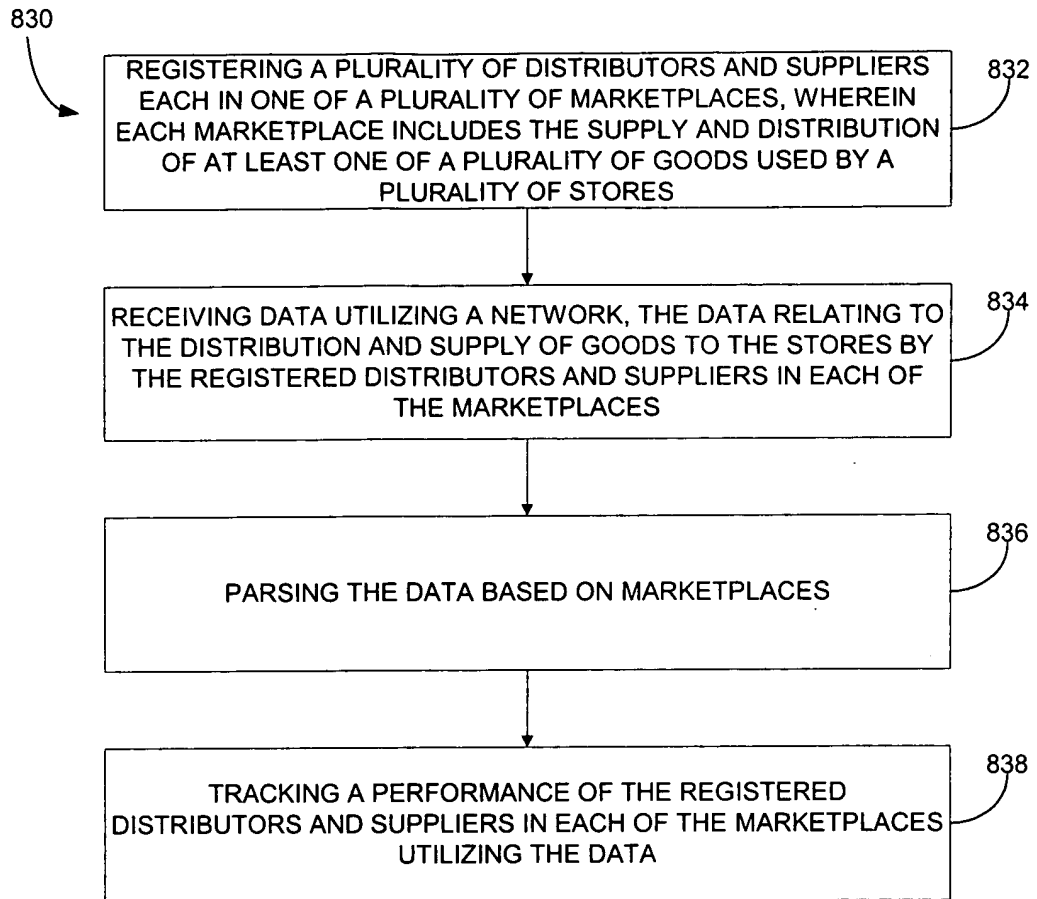 830
REGISTERING A PLURALITY OF DISTRIBUTORS AND SUPPLIERS
EACH IN ONE OF A PLURALITY OF MARKETPLACES, WHEREIN
EACH MARKETPLACE INCLUDES THE SUPPLY AND DISTRIBUTION
OF AT LEAST ONE OF A PLURALITY OF GOODS USED BY A
PLURALITY OF STORES
832
RECEIVING DATA UTILIZING A NETWORK, THE DATA RELATING TO
THE DISTRIBUTION AND SUPPLY OF GOODS TO THE STORES BY
THE REGISTERED DISTRIBUTORS AND SUPPLIERS IN EACH OF
THE MARKETPLACES
834
PARSING THE DATA BASED ON MARKETPLACES
836
TRACKING A PERFORMANCE OF THE REGISTERED
DISTRIBUTORS AND SUPPLIERS IN EACH OF THE MARKETPLACES
UTILIZING THE DATA
838